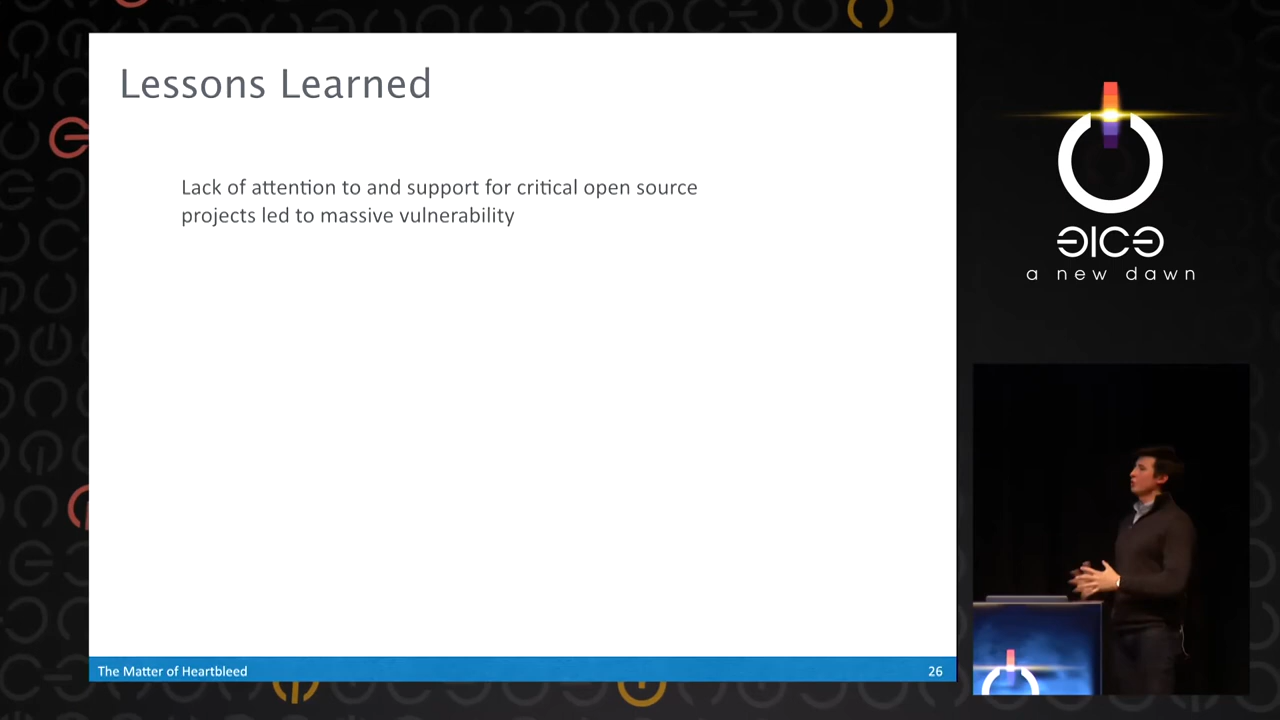 Lessons Learned
Lack of attention to and support for critical open source
projects led to massive vulnerability
The Matter of Heartbleed
26
a new dawn